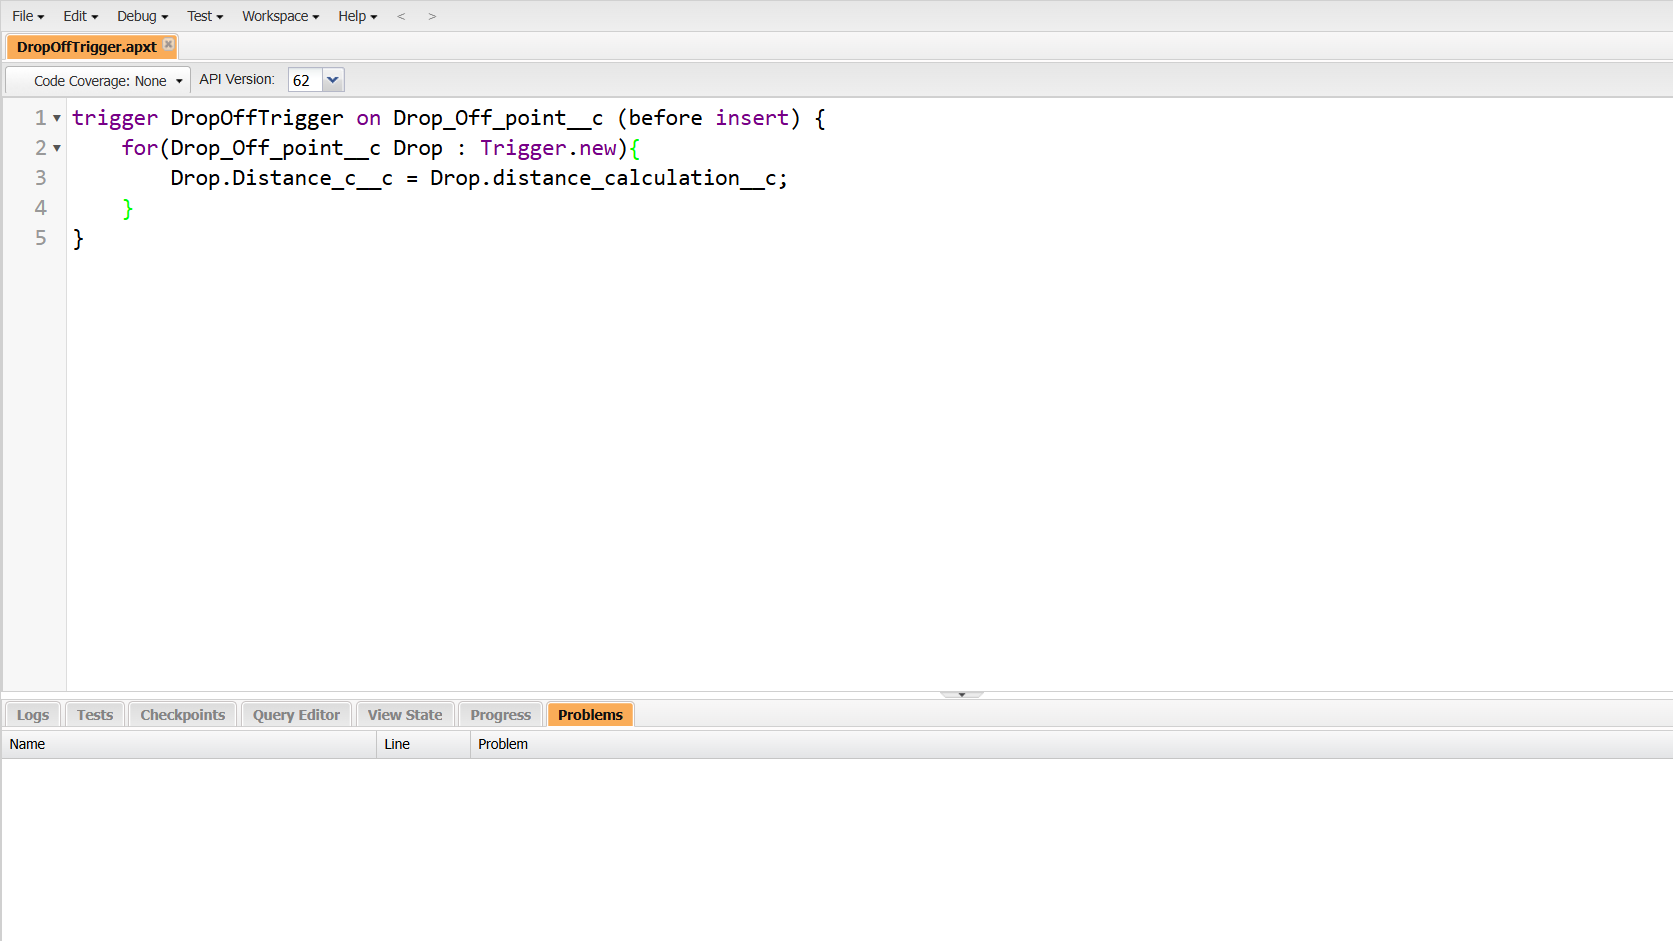 File Edit Debug Test Workspace Help < >
DropOffTrigger.apxt
Code Coverage: None API Version: 62
1 trigger DropOffTrigger on Drop_Off_point__c (before insert) {
2     for(Drop_Off_point__c Drop : Trigger.new){
3         Drop.Distance_c__c = Drop.distance_calculation__c;
4     }
5 }
Logs Tests Checkpoints Query Editor View State Progress Problems
Name Line Problem